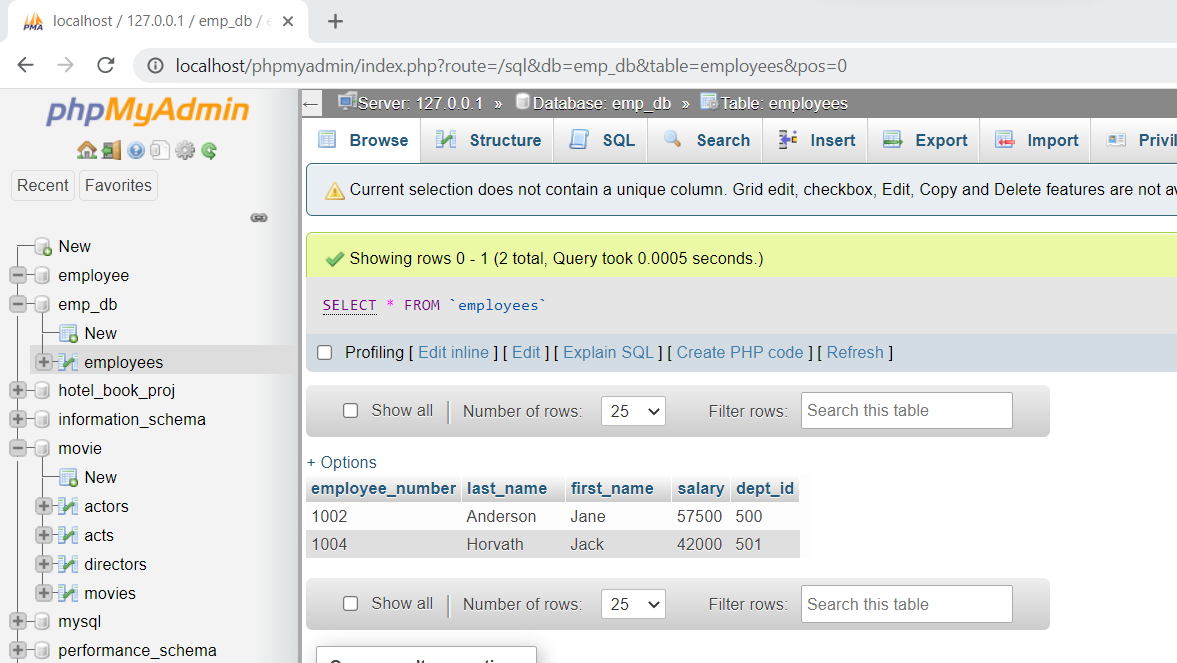 localhost / 127.0.0.1 / emp_db / e
localhost/phpmyadmin/index.php?route=/sql&db=emp_db&table=employees&pos=0
phpMyAdmin
Recent Favorites
New
employee
emp_db
New
employees
hotel_book_proj
information_schema
movie
New
actors
acts
directors
movies
mysql
performance_schema
Server: 127.0.0.1 » Database: emp_db » Table: employees
Browse Structure SQL Search Insert Export Import
Current selection does not contain a unique column. Grid edit, checkbox, Edit, Copy and Delete features are not
Showing rows 0 - 1 (2 total, Query took 0.0005 seconds.)
SELECT * FROM `employees`
Profiling [ Edit inline ] [ Edit ] [ Explain SQL ] [ Create PHP code ] [ Refresh ]
Show all | Number of rows: 25 Filter rows: Search this table
+ Options
employee_number last_name first_name salary dept_id
1002 Anderson Jane 57500 500
1004 Horvath Jack 42000 501
Show all | Number of rows: 25 Filter rows: Search this table